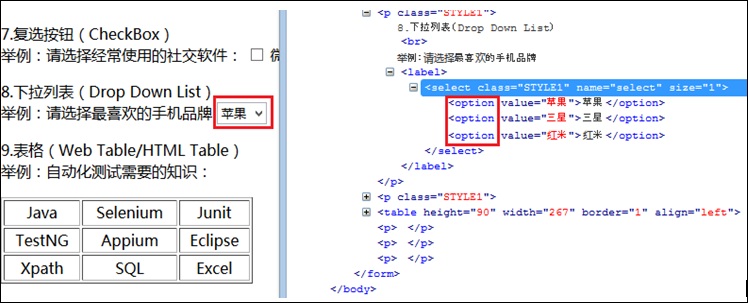 7.复选按钮（CheckBox）
举例：请选择经常使用的社交软件： 微
8.下拉列表（Drop Down List）
举例：请选择最喜欢的手机品牌 苹果
9.表格（Web Table/HTML Table）
举例：自动化测试需要的知识：
Java Selenium Junit
TestNG Appium Eclipse
Xpath SQL Excel
<p class="STYLE1">
8.下拉列表(Drop Down List)
<br>
举例:请选择最喜欢的手机品牌
<label>
<select class="STYLE1" name="select" size="1">
<option value="苹果">苹果</option>
<option value="三星">三星</option>
<option value="红米">红米</option>
</select>
</label>
</p>
<p class="STYLE1">
<table height="90" width="267" border="1" align="left">
<p> </p>
<p> </p>
<p> </p>
</form>
</body>